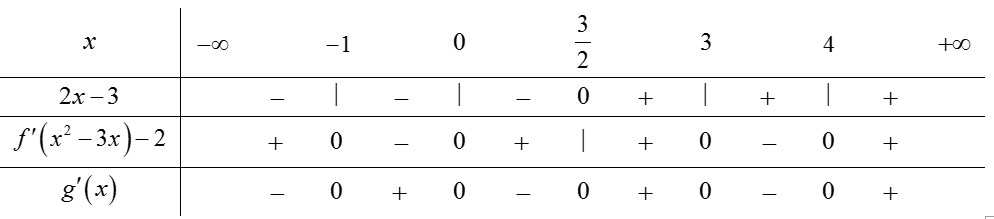 x −∞ −1 0 3/2 3 4 +∞
2x − 3 − | − | − 0 + | + | +
f′(x² − 3x) − 2 + 0 − 0 + | + 0 − 0 +
g′(x) − 0 + 0 − 0 + 0 − 0 +